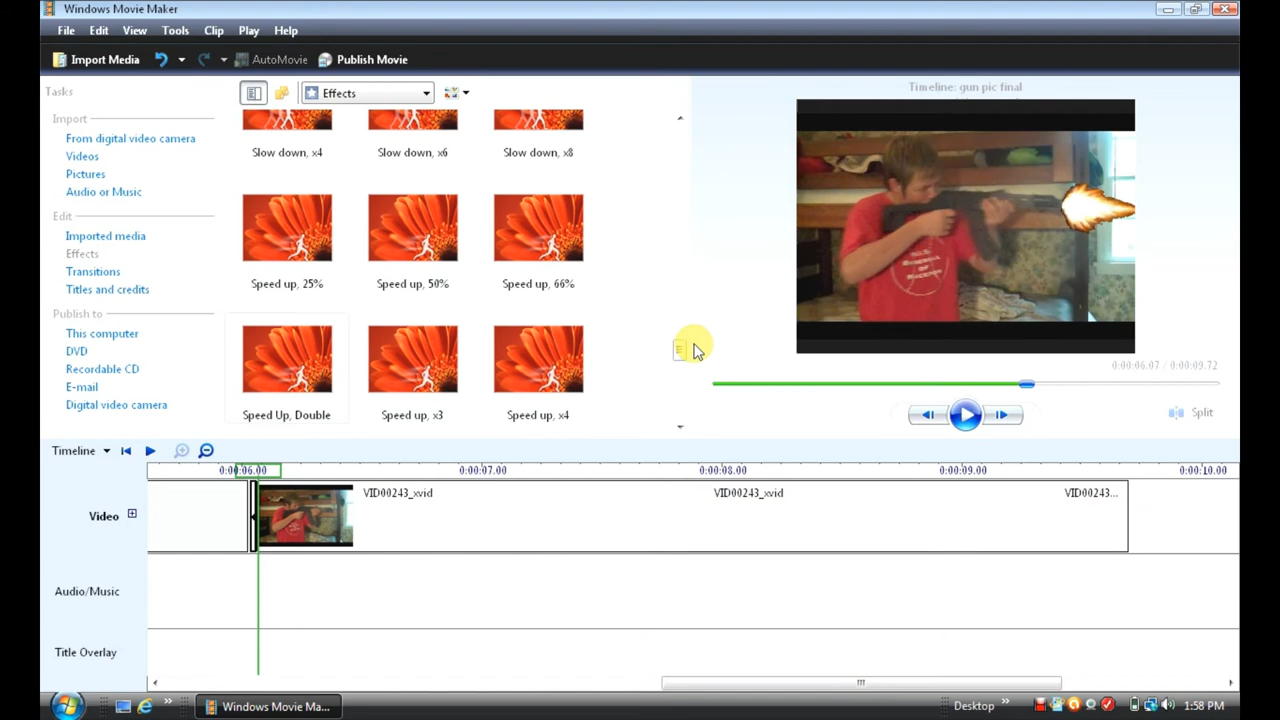 Windows Movie Maker
File Edit View Tools Clip Play Help
Import Media AutoMovie Publish Movie
Tasks
Import
From digital video camera
Videos
Pictures
Audio or Music
Edit
Imported media
Effects
Transitions
Titles and credits
Publish to
This computer
DVD
Recordable CD
E-mail
Digital video camera
Effects
Slow down, x4 Slow down, x6 Slow down, x8
Speed up, 25% Speed up, 50% Speed up, 66%
Speed Up, Double Speed up, x3 Speed up, x4
Timeline: gun pic final
0:00:06.07 / 0:00:09.72
Split
Timeline
0:00:06.00 0:00:07.00 0:00:08.00 0:00:09.00 0:00:10.00
Video VID00243_xvid VID00243_xvid VID00243...
Audio/Music
Title Overlay
Windows Movie Ma... Desktop 1:58 PM